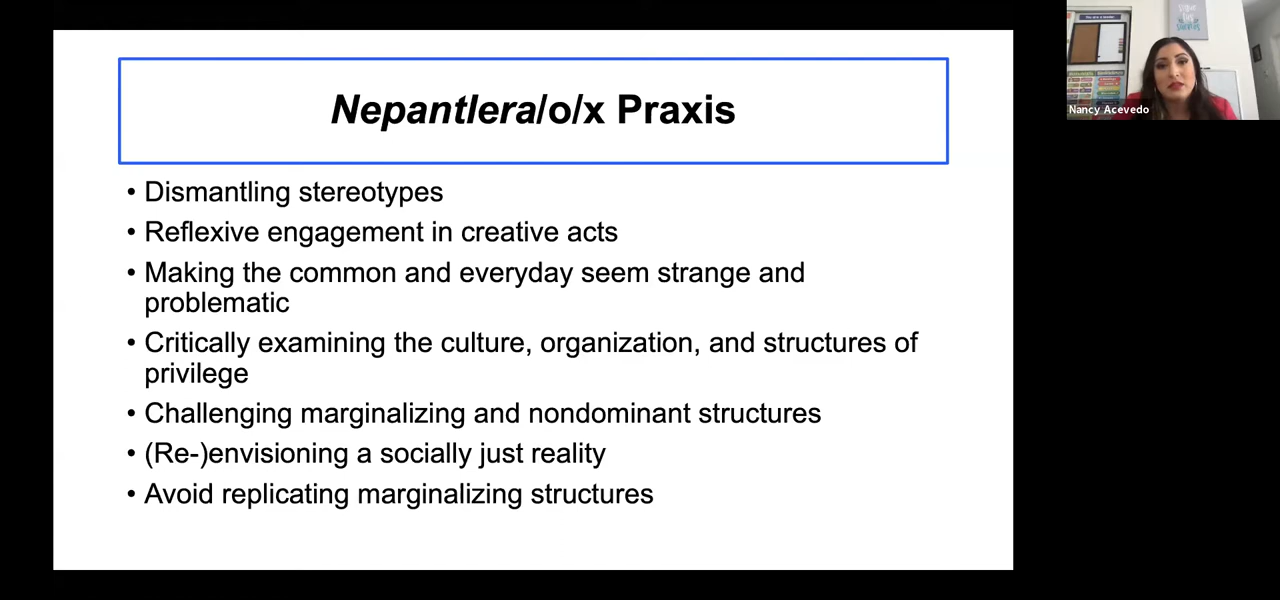 Nepantlera/o/x Praxis
• Dismantling stereotypes
• Reflexive engagement in creative acts
• Making the common and everyday seem strange and
problematic
• Critically examining the culture, organization, and structures of
privilege
• Challenging marginalizing and nondominant structures
• (Re-)envisioning a socially just reality
• Avoid replicating marginalizing structures
Nancy Acevedo